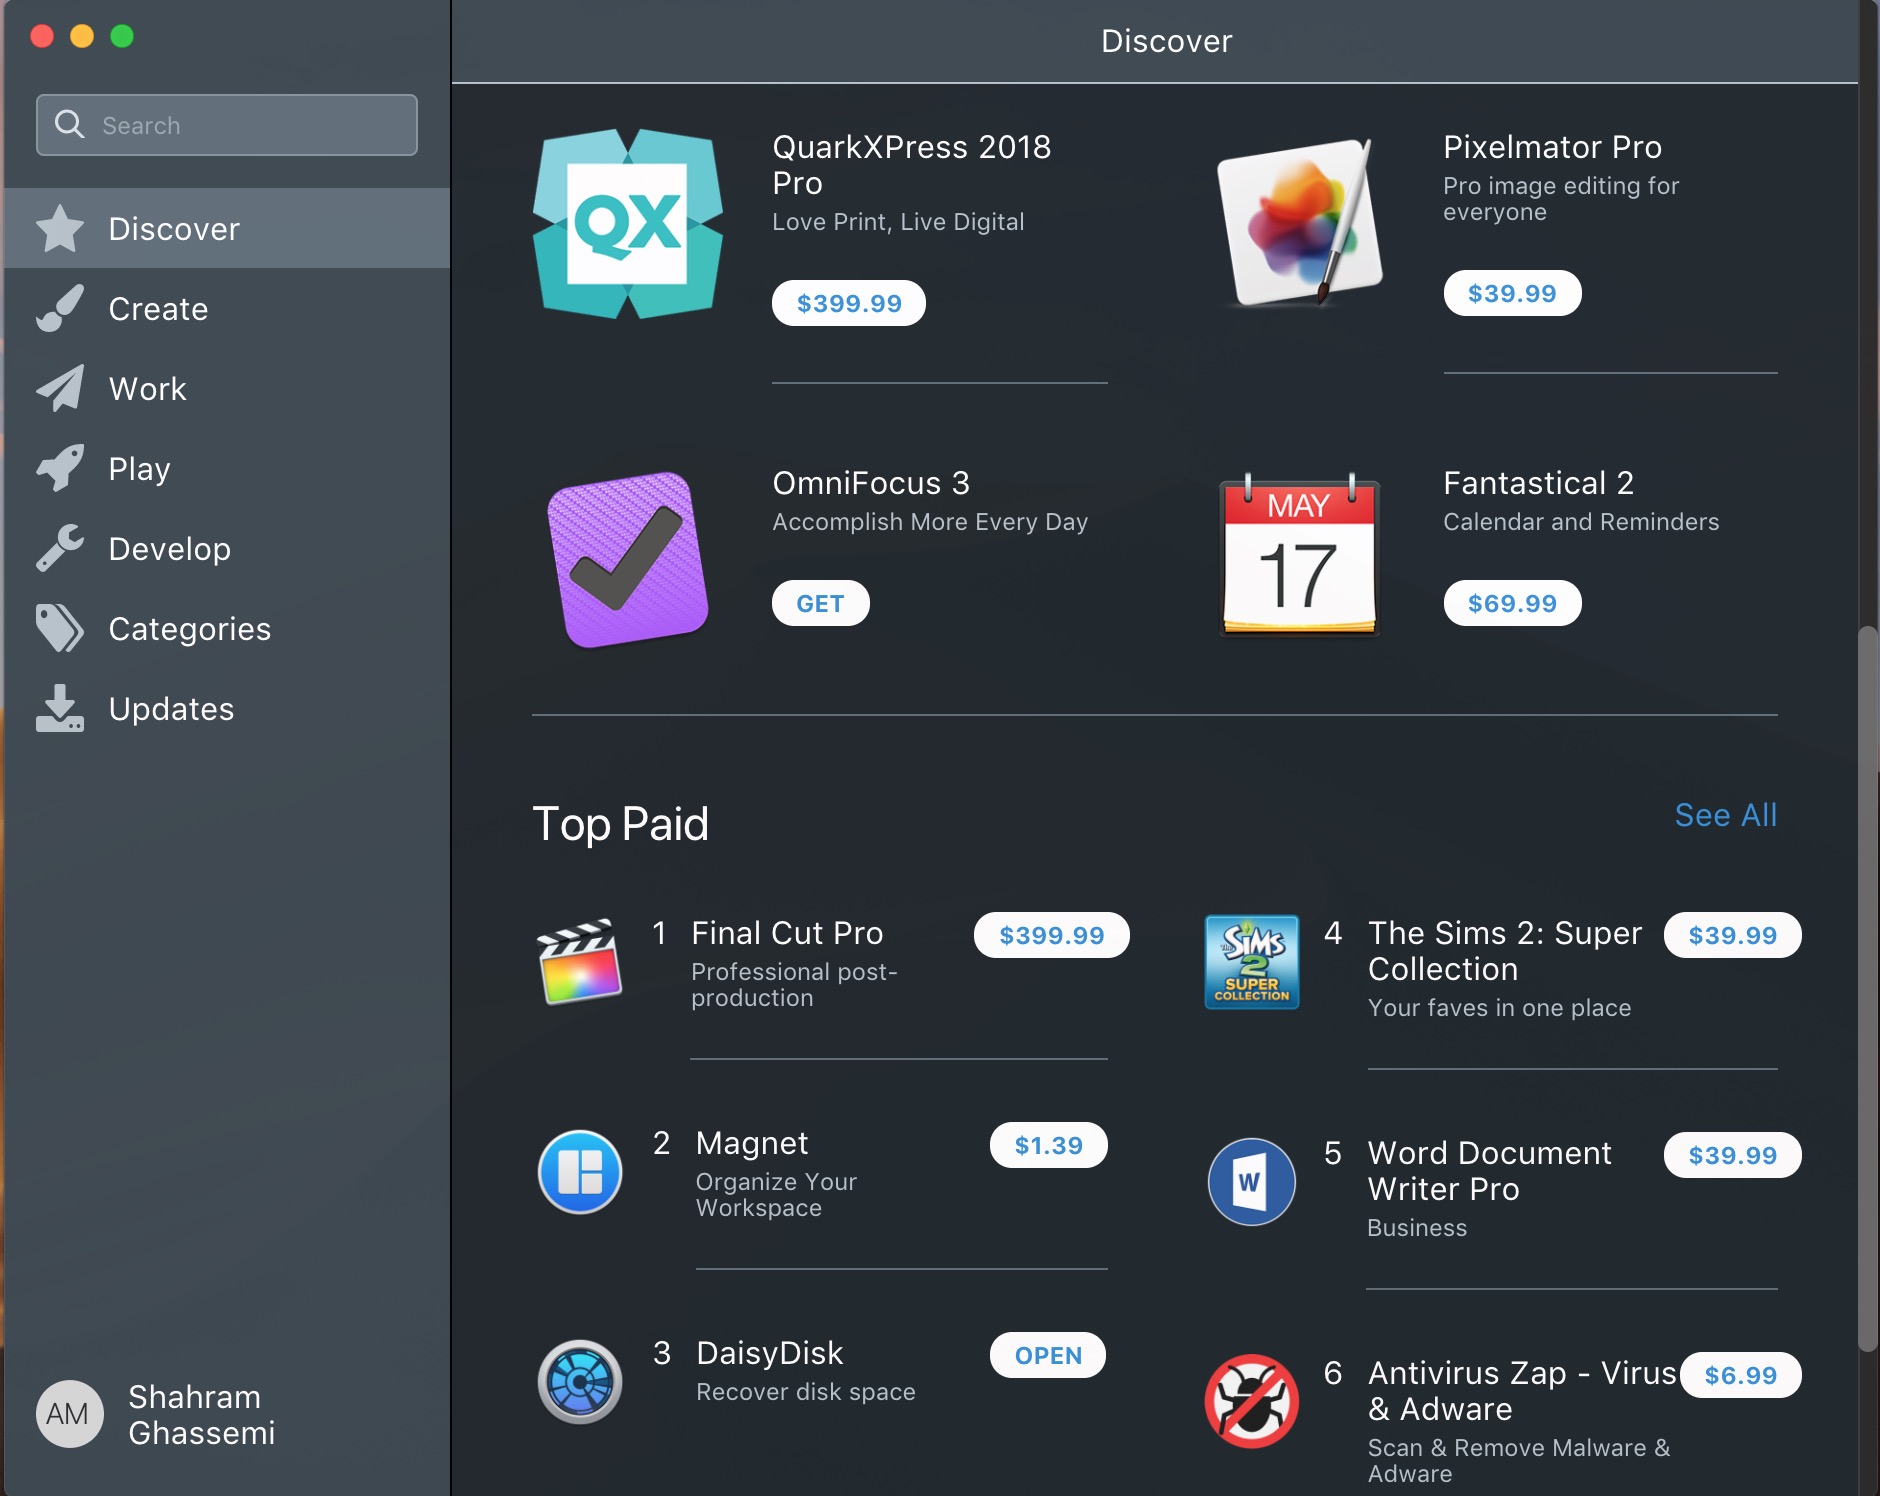 Discover
Search
Discover
Create
Work
Play
Develop
Categories
Updates
AM
Shahram
Ghassemi
QX
QuarkXPress 2018
Pro
Love Print, Live Digital
$399.99
Pixelmator Pro
Pro image editing for
everyone
$39.99
OmniFocus 3
Accomplish More Every Day
GET
MAY
17
Fantastical 2
Calendar and Reminders
$69.99
Top Paid
See All
1 Final Cut Pro
Professional post-
production
$399.99
2 Magnet
Organize Your
Workspace
$1.39
3 DaisyDisk
Recover disk space
OPEN
The SIMS
2
SUPER
COLLECTION
4 The Sims 2: Super
Collection
Your faves in one place
$39.99
W
5 Word Document
Writer Pro
Business
$39.99
6 Antivirus Zap - Virus
& Adware
Scan & Remove Malware &
Adware
$6.99